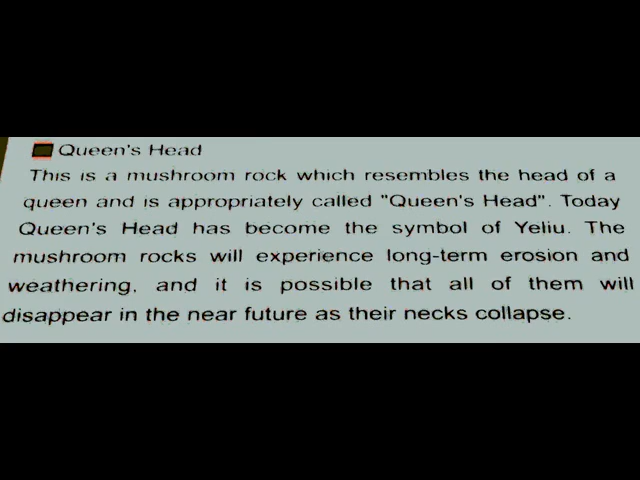 Queen's Head
This is a mushroom rock which resembles the head of a
queen and is appropriately called "Queen's Head". Today
Queen's Head has become the symbol of Yeliu. The
mushroom rocks will experience long-term erosion and
weathering, and it is possible that all of them will
disappear in the near future as their necks collapse.